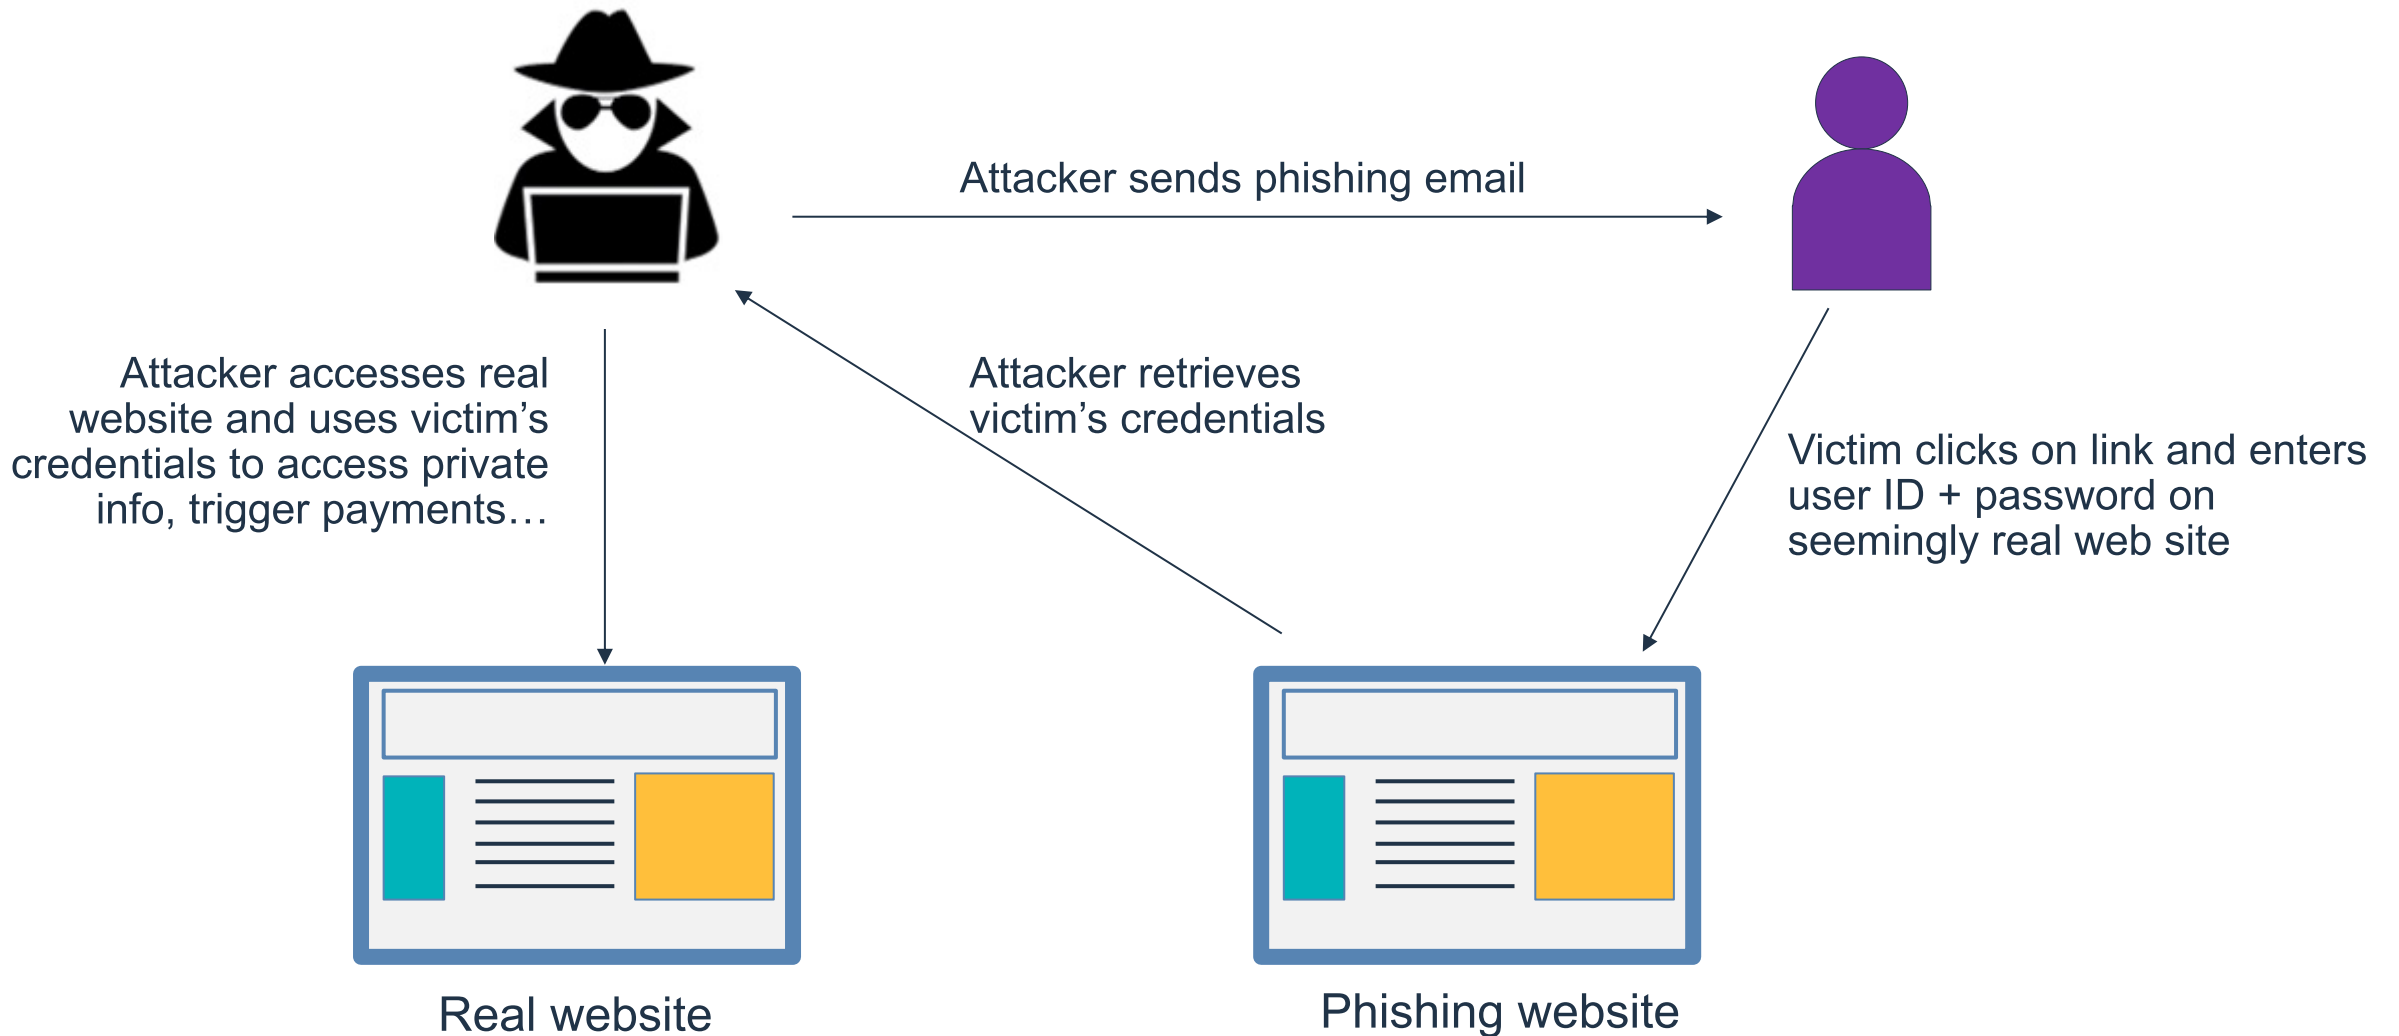 Attacker sends phishing email
Attacker accesses real
website and uses victim’s
credentials to access private
info, trigger payments…
Attacker retrieves
victim’s credentials
Victim clicks on link and enters
user ID + password on
seemingly real web site
Real website
Phishing website